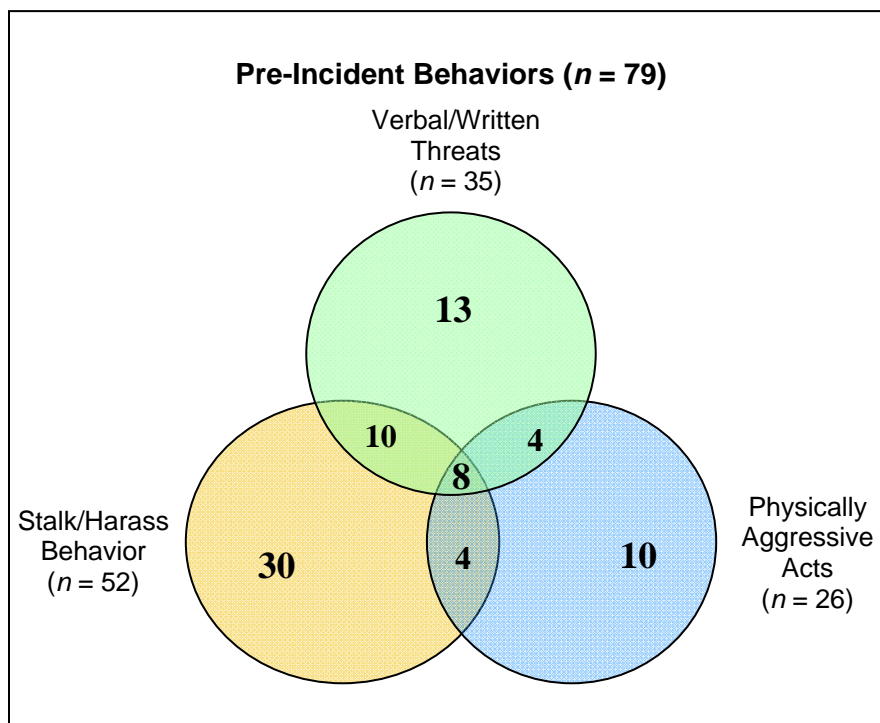 Pre-Incident Behaviors (n = 79)
Verbal/Written
Threats
(n = 35)
13
10
4
8
Stalk/Harass
Behavior
(n = 52)
30
4
10
Physically
Aggressive
Acts
(n = 26)